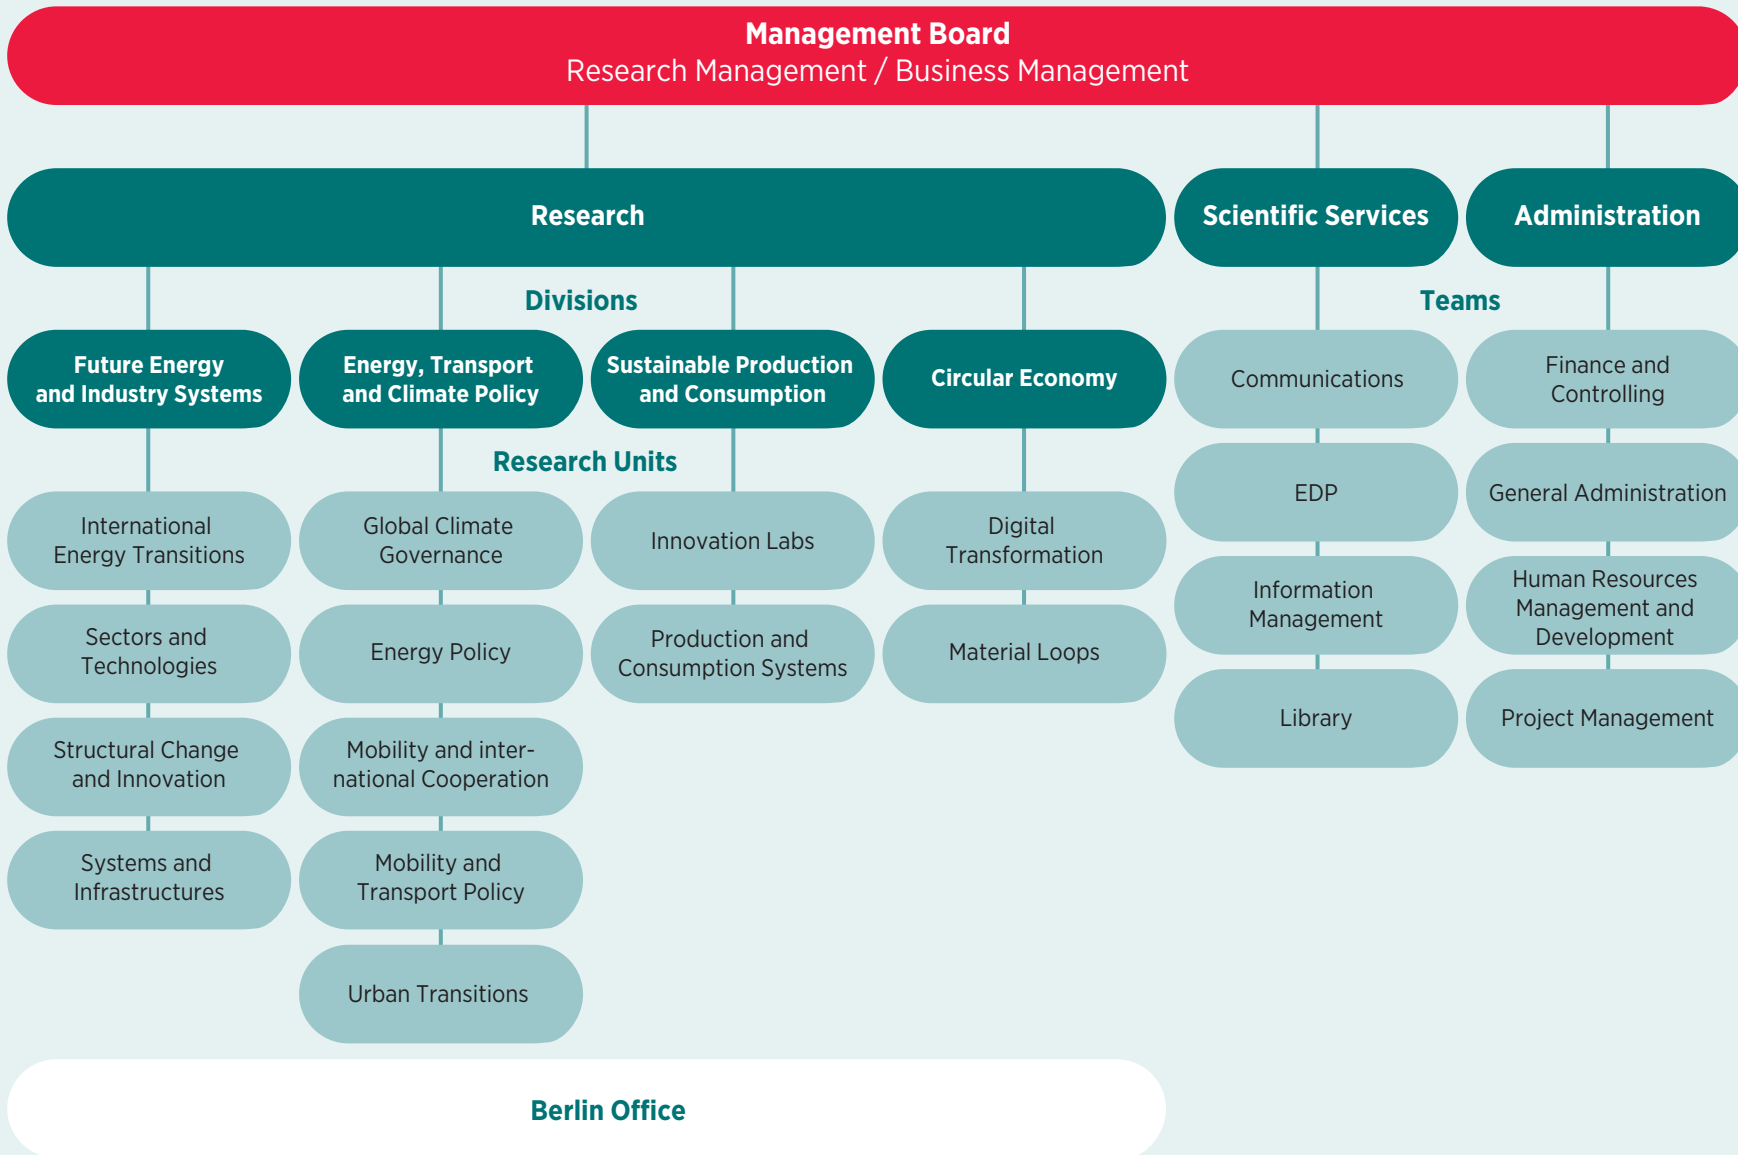 Management Board
Research Management / Business Management
Research
Scientific Services
Administration
Divisions
Teams
Future Energy
and Industry Systems
Energy, Transport
and Climate Policy
Sustainable Production
and Consumption
Circular Economy
Communications
Finance and
Controlling
Research Units
EDP
General Administration
International
Energy Transitions
Global Climate
Governance
Innovation Labs
Digital
Transformation
Information
Management
Human Resources
Management and
Development
Sectors and
Technologies
Energy Policy
Production and
Consumption Systems
Material Loops
Library
Project Management
Structural Change
and Innovation
Mobility and inter-
national Cooperation
Systems and
Infrastructures
Mobility and
Transport Policy
Urban Transitions
Berlin Office